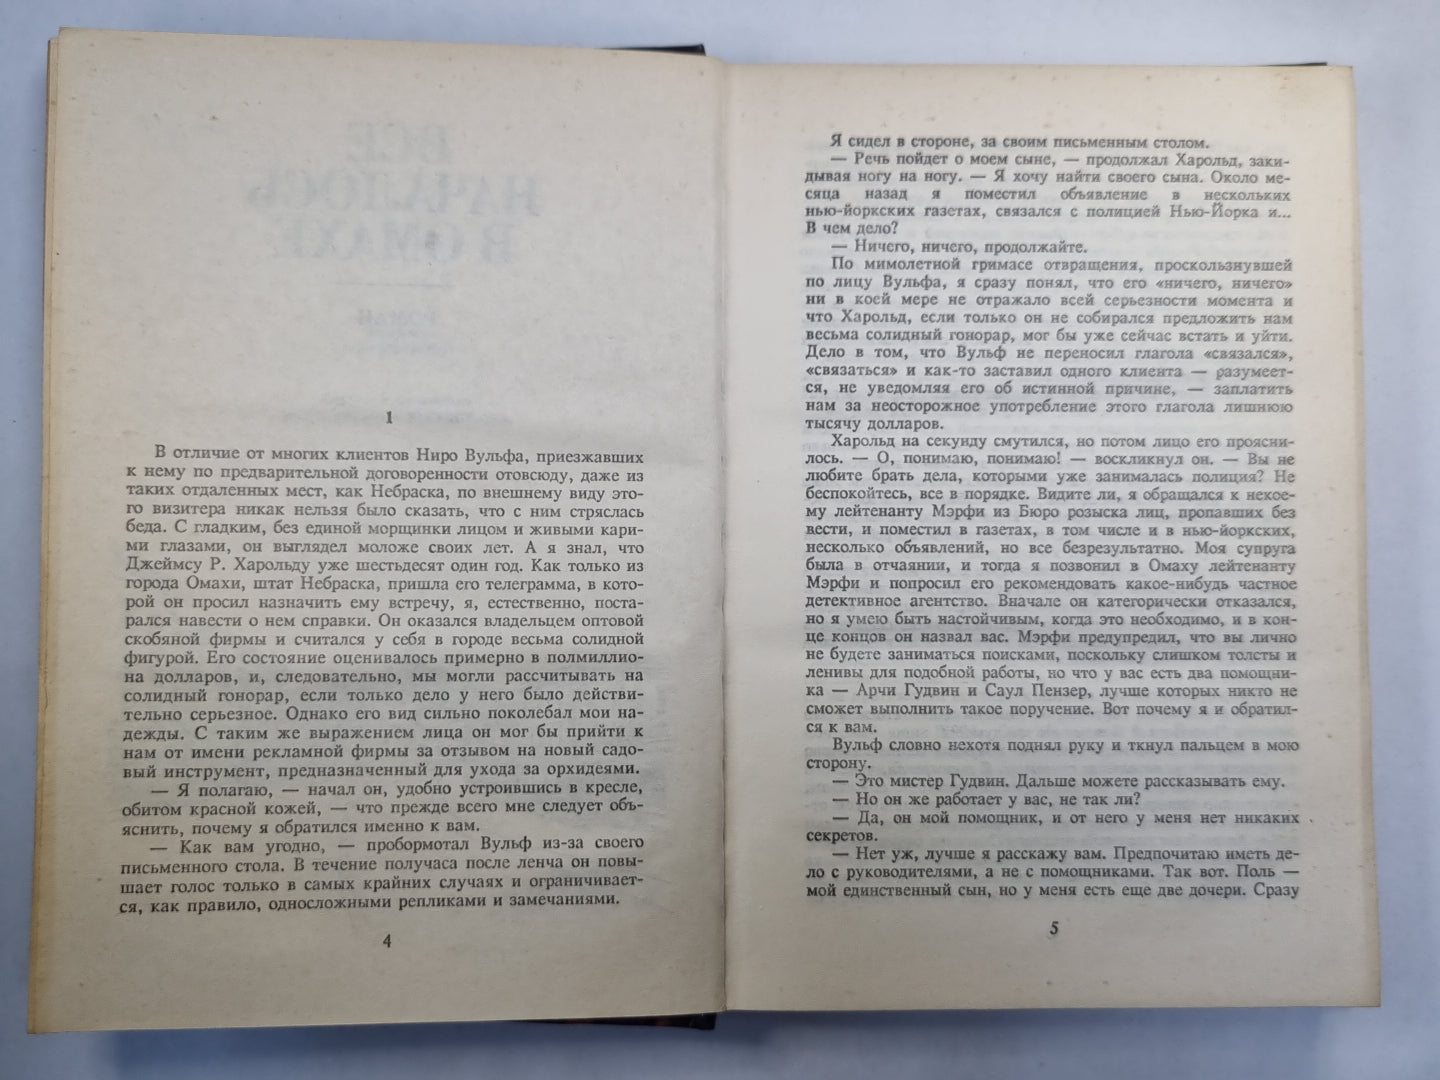 1
В отличие от многих клиентов Ниро Вульфа, приезжавших
к нему по предварительной договоренности отовсюду, даже из
таких отдаленных мест, как Небраска, по внешнему виду это-
го визитера никак нельзя было сказать, что с ним стряслась
беда. С гладким, без единой морщинки лицом и живыми кари-
ми глазами, он выглядел моложе своих лет. А я знал, что
Джеймсу Р. Харольду уже шестьдесят один год. Как только из
города Омахи, штат Небраска, пришла его телеграмма, в кото-
рой он просил назначить ему встречу, я, естественно, поста-
рался навести о нем справки. Он оказался владельцем оптовой
скобяной фирмы и считался у себя в городе весьма солидной
фигурой. Его состояние оценивалось примерно в полмиллио-
на долларов, и, следовательно, мы могли рассчитывать на
солидный гонорар, если только дело у него было действи-
тельно серьезное. Однако его вид сильно поколебал мои на-
дежды. С таким же выражением лица он мог бы прийти к
нам от имени рекламной фирмы за отзывом на новый садо-
вый инструмент, предназначенный для ухода за орхидеями.
— Я полагаю, — начал он, удобно устроившись в кресле,
обитом красной кожей, — что прежде всего мне следует объ-
яснить, почему я обратился именно к вам.
— Как вам угодно, — пробормотал Вульф из-за своего
письменного стола. В течение получаса после ленча он повы-
шает голос только в самых крайних случаях и ограничивает-
ся, как правило, односложными репликами и замечаниями.
4
Я сидел в стороне, за своим письменным столом.
— Речь пойдет о моем сыне, — продолжал Харольд, заки-
дывая ногу на ногу. — Я хочу найти своего сына. Около ме-
сяца назад я поместил объявление в нескольких
нью-йоркских газетах, связался с полицией Нью-Йорка и...
В чем дело?
— Ничего, ничего, продолжайте.
По мимолетной гримасе отвращения, проскользнувшей
по лицу Вульфа, я сразу понял, что его «ничего, ничего»
ни в коей мере не отражало всей серьезности момента и
что Харольд, если только он не собирался предложить нам
весьма солидный гонорар, мог бы уже сейчас встать и уйти.
Дело в том, что Вульф не переносил глагола «связался»,
«связаться» и как-то заставил одного клиента — разумеет-
ся, не уведомляя его об истинной причине, — заплатить
нам за неосторожное употребление этого глагола лишнюю
тысячу долларов.
Харольд на секунду смутился, но потом лицо его проясни-
лось. — О, понимаю, понимаю! — воскликнул он. — Вы не
любите брать дела, которыми уже занималась полиция? Не
беспокойтесь, все в порядке. Видите ли, я обращался к некое-
му лейтенанту Мэрфи из Бюро розыска лиц, пропавших без
вести, и поместил в газетах, в том числе и в нью-йоркских,
несколько объявлений, но все безрезультатно. Моя супруга
была в отчаянии, и тогда я позвонил в Омаху лейтенанту
Мэрфи и попросил его рекомендовать какое-нибудь частное
детективное агентство. Вначале он категорически отказался,
но я умею быть настойчивым, когда это необходимо, и в кон-
це концов он назвал вас. Мэрфи предупредил, что вы лично
не будете заниматься поисками, поскольку слишком толсты и
ленивы для подобной работы, но что у вас есть два помощни-
ка — Арчи Гудвин и Саул Пензер, лучше которых никто не
сможет выполнить такое поручение. Вот почему я и обратил-
ся к вам.
Вульф словно нехотя поднял руку и ткнул пальцем в мою
сторону.
— Это мистер Гудвин. Дальше можете рассказывать ему.
— Но он же работает у вас, не так ли?
— Да, он мой помощник, и от него у меня нет никаких
секретов.
— Нет уж, лучше я расскажу вам. Предпочитаю иметь де-
ло с руководителями, а не с помощниками. Так вот. Поль —
мой единственный сын, но у меня есть еще две дочери. Сразу
5